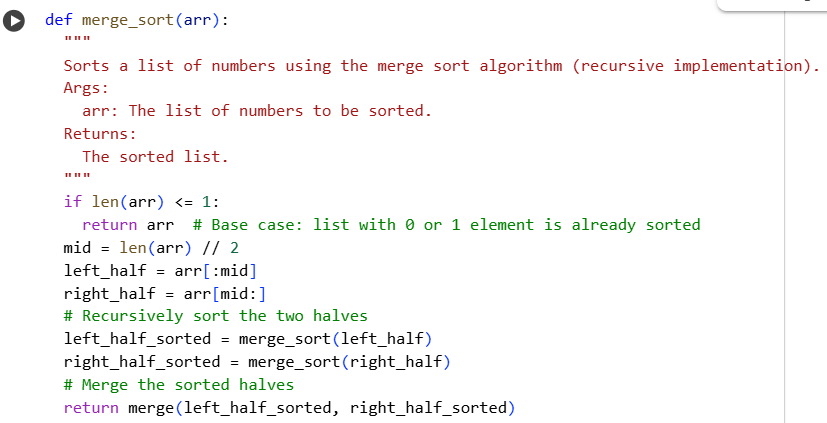 def merge_sort(arr):
  """
  Sorts a list of numbers using the merge sort algorithm (recursive implementation).
  Args:
    arr: The list of numbers to be sorted.
  Returns:
    The sorted list.
  """
  if len(arr) <= 1:
    return arr  # Base case: list with 0 or 1 element is already sorted
  mid = len(arr) // 2
  left_half = arr[:mid]
  right_half = arr[mid:]
  # Recursively sort the two halves
  left_half_sorted = merge_sort(left_half)
  right_half_sorted = merge_sort(right_half)
  # Merge the sorted halves
  return merge(left_half_sorted, right_half_sorted)